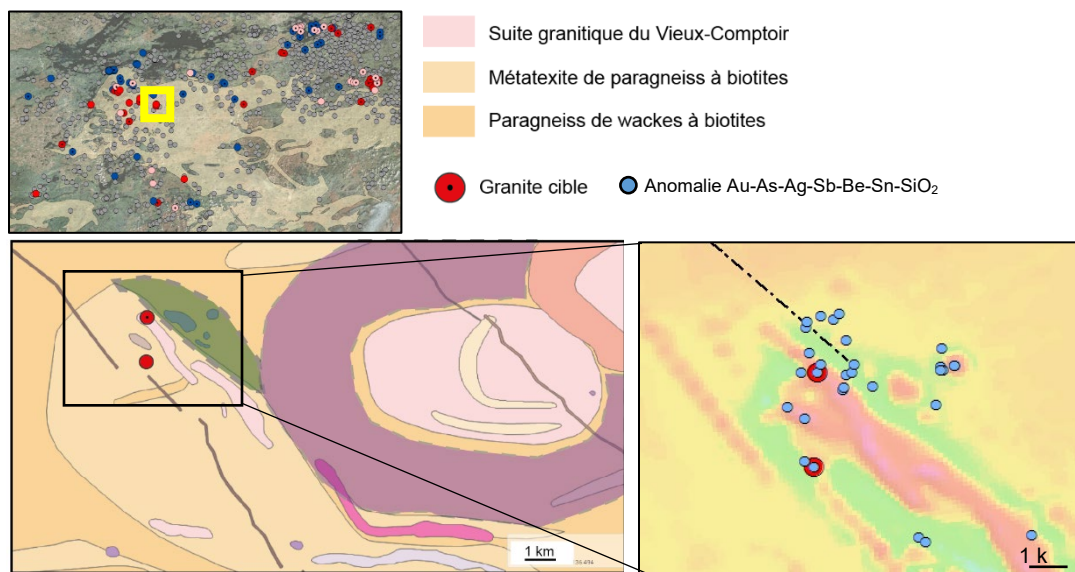 Suite granitique du Vieux-Comptoir
Métatexite de paragneiss à biotites
Paragneiss de wackes à biotites
Granite cible
Anomalie Au-As-Ag-Sb-Be-Sn-SiO₂
1 km
1 k